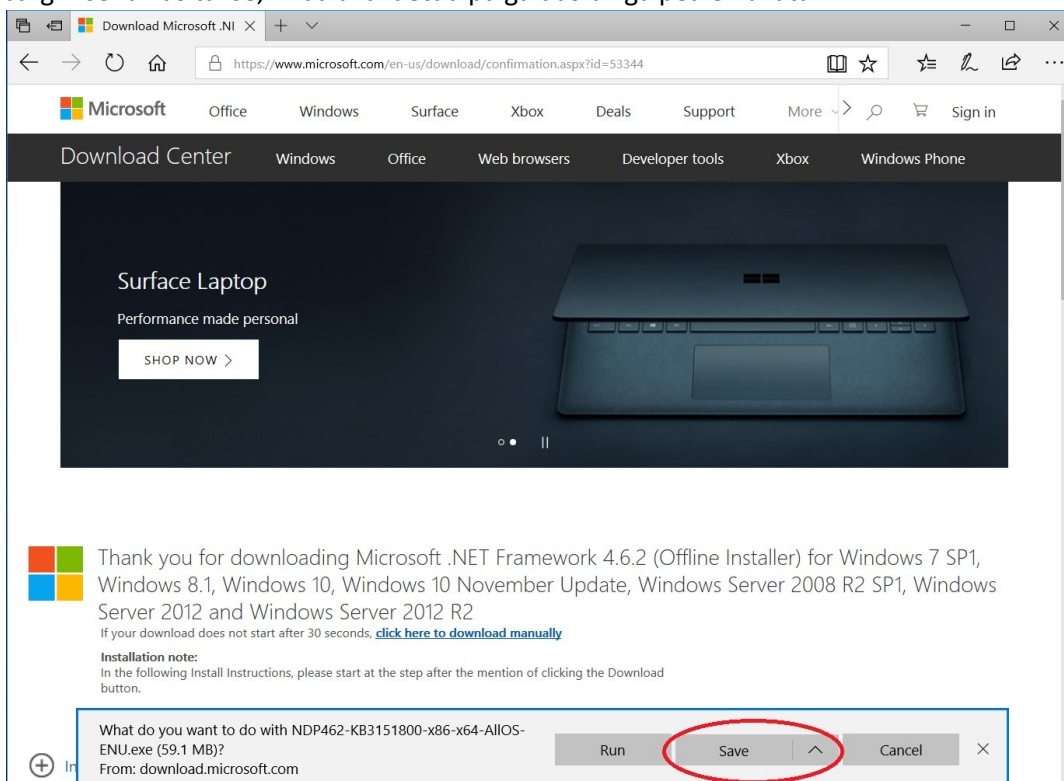 Download Microsoft .NI
https://www.microsoft.com/en-us/download/confirmation.aspx?id=53344
Microsoft Office Windows Surface Xbox Deals Support More Sign in
Download Center Windows Office Web browsers Developer tools Xbox Windows Phone
Surface Laptop
Performance made personal
SHOP NOW >
Thank you for downloading Microsoft .NET Framework 4.6.2 (Offline Installer) for Windows 7 SP1,
Windows 8.1, Windows 10, Windows 10 November Update, Windows Server 2008 R2 SP1, Windows
Server 2012 and Windows Server 2012 R2
If your download does not start after 30 seconds, click here to download manually
Installation note:
In the following Install Instructions, please start at the step after the mention of clicking the Download
button.
What do you want to do with NDP462-KB3151800-x86-x64-AllOS-
ENU.exe (59.1 MB)?
From: download.microsoft.com
Run Save Cancel
In